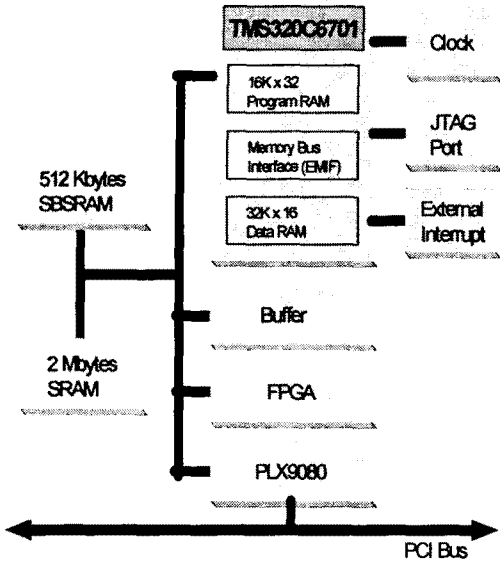 TMS320C6701
Clock
16K x 32
Program RAM
JTAG
Port
Memory Bus
Interface (EMIF)
512 Kbytes
SBSRAM
External
Interrupt
32K x 16
Data RAM
Buffer
2 Mbytes
SRAM
FPGA
PLX9080
PCI Bus